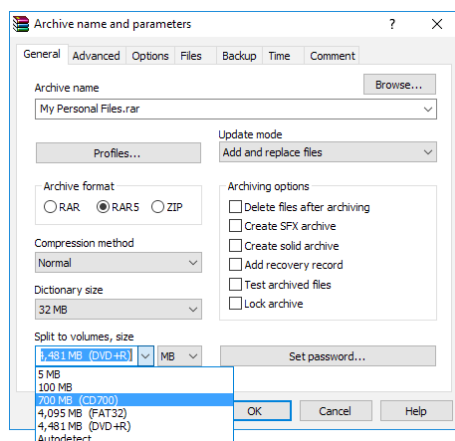 Archive name and parameters
General Advanced Options Files Backup Time Comment
Archive name
Browse...
My Personal Files.rar
Update mode
Profiles...
Add and replace files
Archive format
RAR RAR5 ZIP
Archiving options
Delete files after archiving
Create SFX archive
Create solid archive
Add recovery record
Test archived files
Lock archive
Compression method
Normal
Dictionary size
32 MB
Split to volumes, size
4,481 MB (DVD+R) MB
Set password...
5 MB
100 MB
700 MB (CD700)
4,095 MB (FAT32)
4,481 MB (DVD+R)
Autodetect
OK Cancel Help